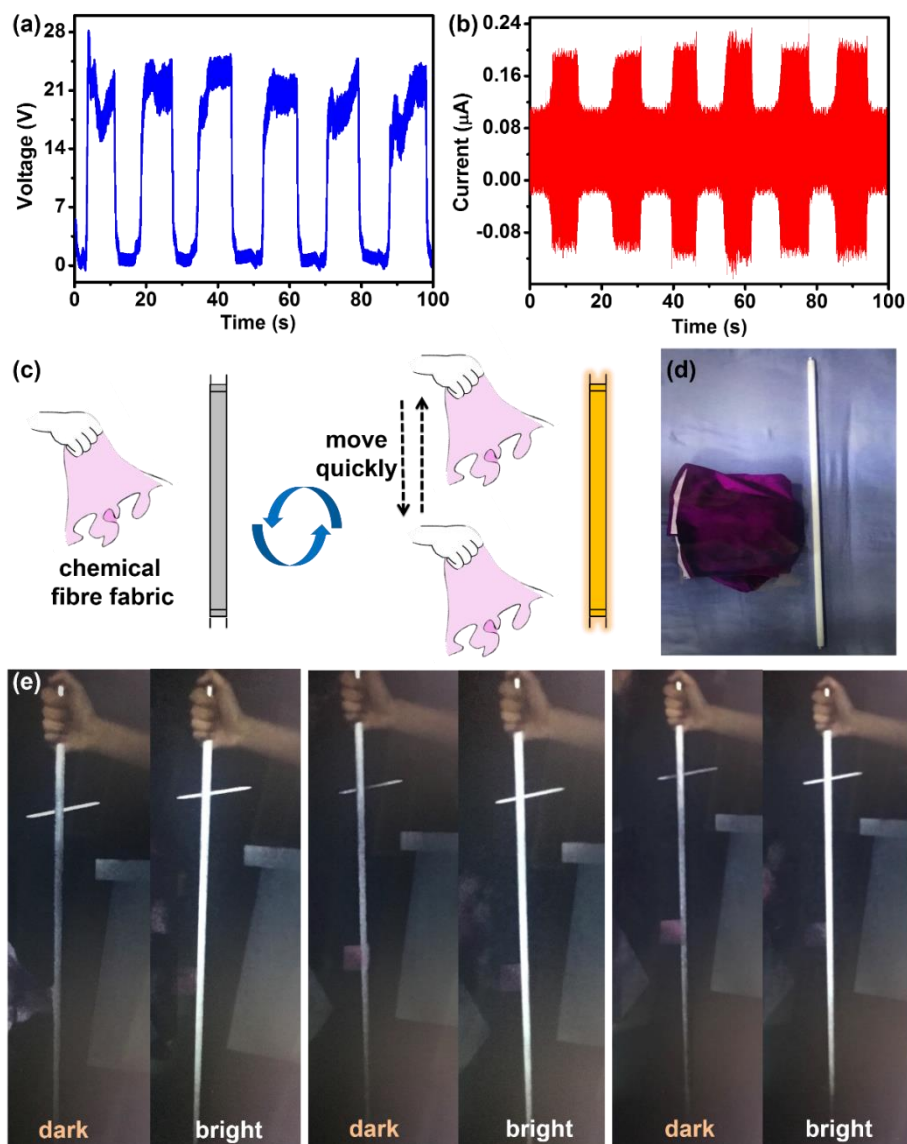 (a)
28
21
14
7
0
Voltage (V)
0 20 40 60 80 100
Time (s)
(b)
0.24
0.16
0.08
0.00
-0.08
Current (μA)
0 20 40 60 80 100
Time (s)
(c)
chemical
fibre fabric
move
quickly
(d)
(e)
dark
bright
dark
bright
dark
bright